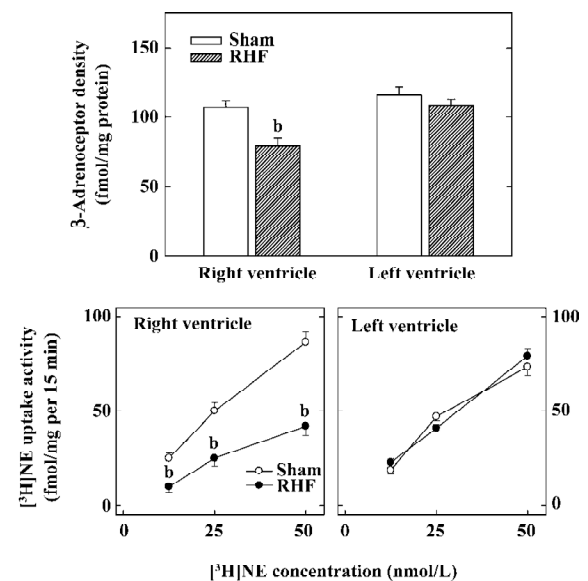 Sham
RHF
β-Adrenoceptor density
(fmol/mg protein)
150
100
50
0
b
Right ventricle
Left ventricle
[³H]NE uptake activity
(fmol/mg per 15 min)
100
50
0
Right ventricle
b
b
b
Sham
RHF
0
25
50
Left ventricle
100
50
0
0
25
50
[³H]NE concentration (nmol/L)